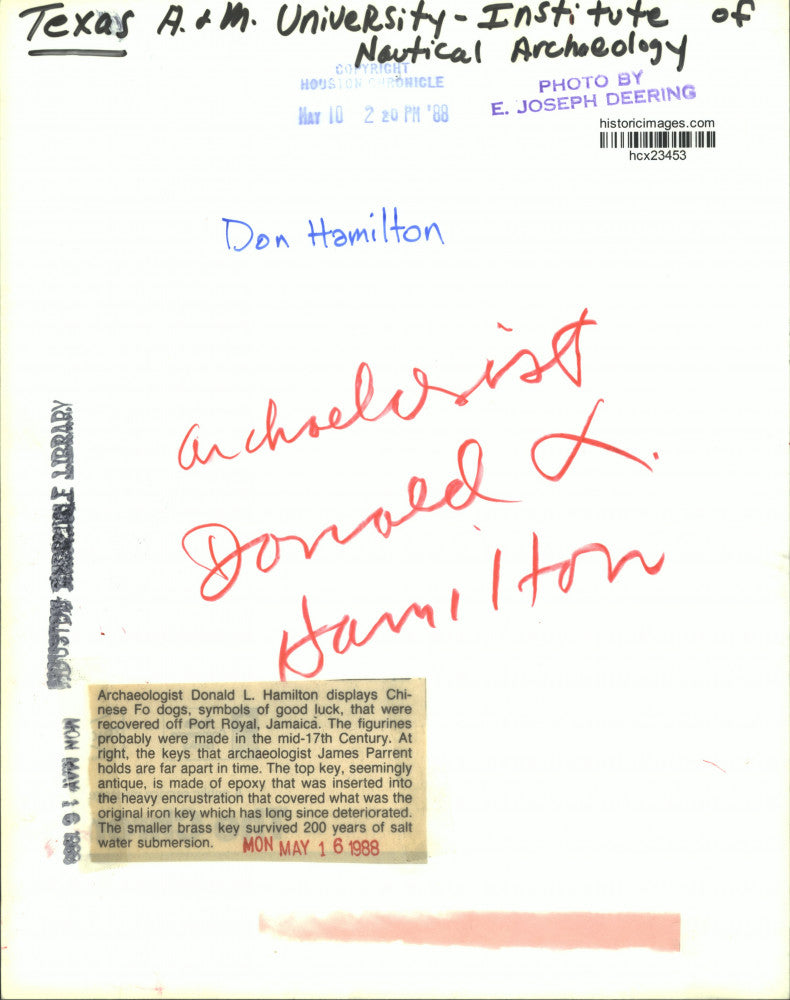 Texas A. & M. University - Institute of
Nautical Archaeology
COPYRIGHT
HOUSTON CHRONICLE
MAY 10 2 20 PM '88
PHOTO BY
E. JOSEPH DEERING
historicimages.com
hcx23453
Don Hamilton
Archaeologist
Donald L.
Hamilton
HOUSTON CHRONICLE LIBRARY
MON MAY 16 1988
Archaeologist Donald L. Hamilton displays Chi-
nese Fo dogs, symbols of good luck, that were
recovered off Port Royal, Jamaica. The figurines
probably were made in the mid-17th Century. At
right, the keys that archaeologist James Parrent
holds are far apart in time. The top key, seemingly
antique, is made of epoxy that was inserted into
the heavy encrustration that covered what was the
original iron key which has long since deteriorated.
The smaller brass key survived 200 years of salt
water submersion.
MON MAY 16 1988